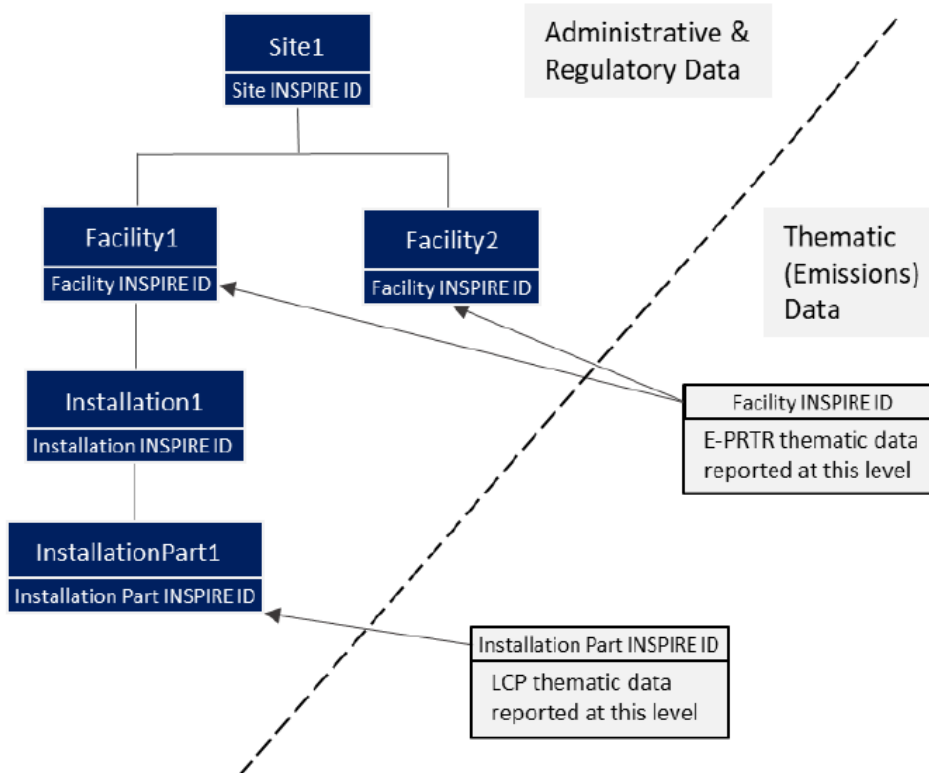 Site1
Site INSPIRE ID
Administrative &
Regulatory Data
Facility1
Facility INSPIRE ID
Facility2
Facility INSPIRE ID
Thematic
(Emissions)
Data
Installation1
Installation INSPIRE ID
Facility INSPIRE ID
E-PRTR thematic data
reported at this level
InstallationPart1
Installation Part INSPIRE ID
Installation Part INSPIRE ID
LCP thematic data
reported at this level